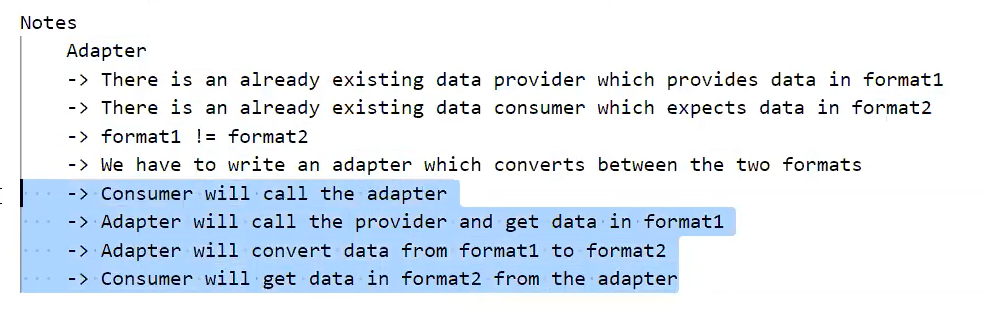 Notes
Adapter
-> There is an already existing data provider which provides data in format1
-> There is an already existing data consumer which expects data in format2
-> format1 != format2
-> We have to write an adapter which converts between the two formats
-> Consumer will call the adapter
-> Adapter will call the provider and get data in format1
-> Adapter will convert data from format1 to format2
-> Consumer will get data in format2 from the adapter